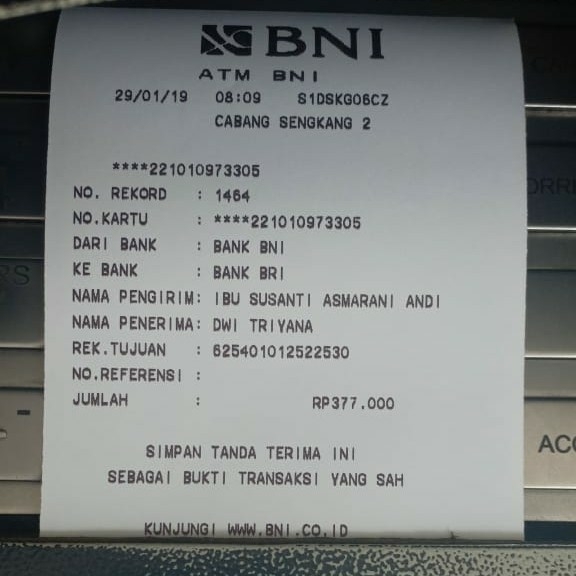 BNI
ATM BNI
29/01/19 08:09 S1DSKG06CZ
CABANG SENGKANG 2
****221010973305
NO. REKORD : 1464
NO.KARTU : ****221010973305
DARI BANK : BANK BNI
KE BANK : BANK BRI
NAMA PENGIRIM: IBU SUSANTI ASMARANI ANDI
NAMA PENERIMA: DWI TRIYANA
REK.TUJUAN : 625401012522530
NO.REFERENSI :
JUMLAH : RP377.000
SIMPAN TANDA TERIMA INI
SEBAGAI BUKTI TRANSAKSI YANG SAH
KUNJUNGI WWW.BNI.CO.ID